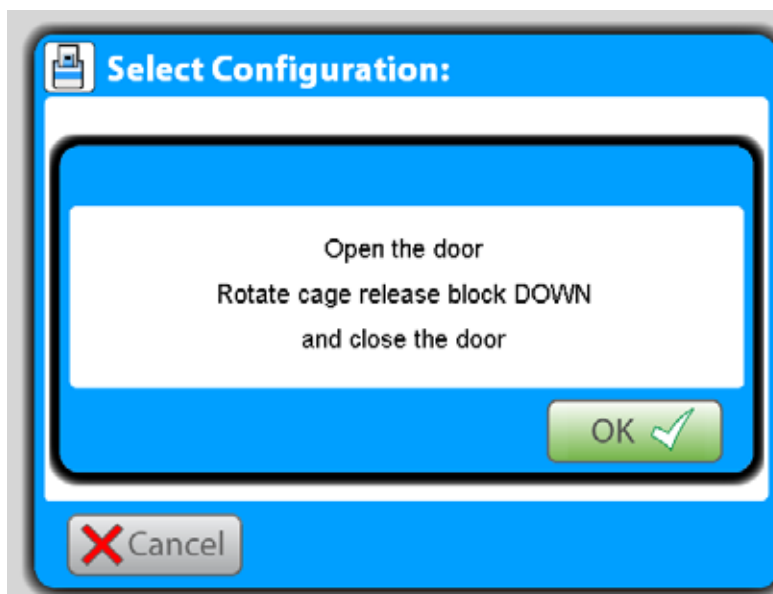 Select Configuration:
Open the door
Rotate cage release block DOWN
and close the door
OK
Cancel